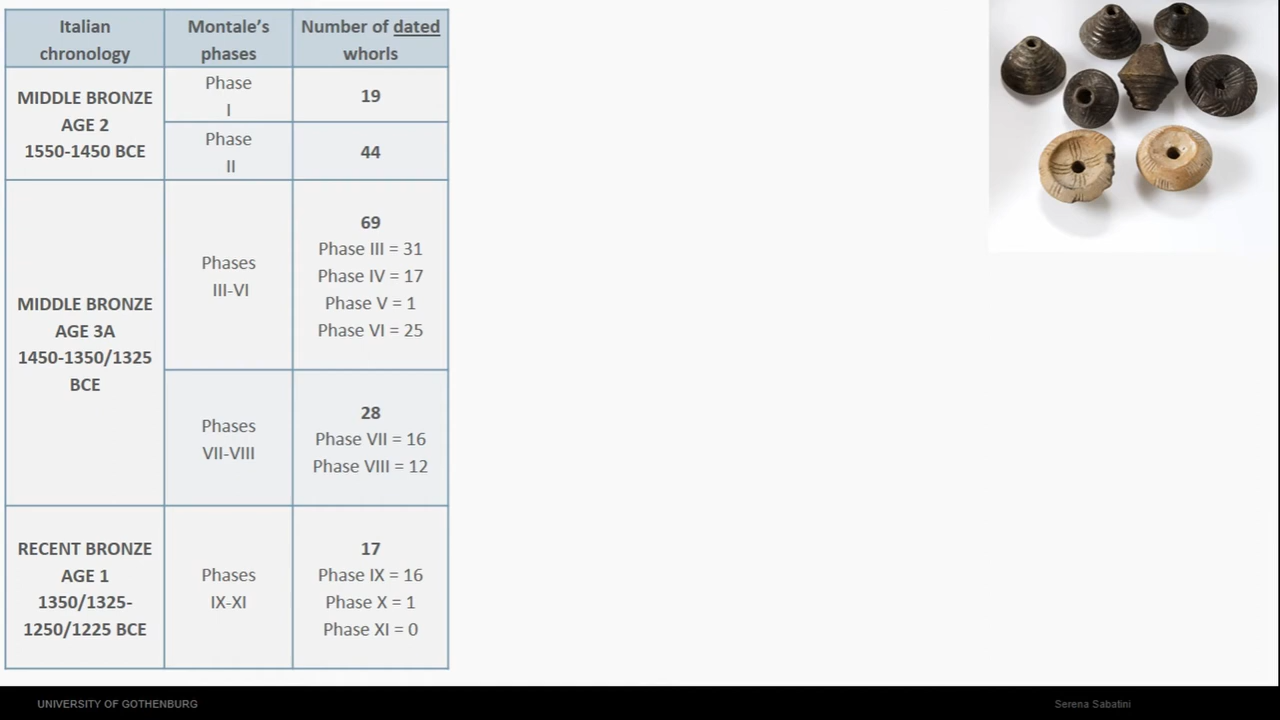 Italian
chronology
Montale's
phases
Number of dated
whorls
MIDDLE BRONZE
AGE 2
1550-1450 BCE
Phase
I
19
Phase
II
44
MIDDLE BRONZE
AGE 3A
1450-1350/1325
BCE
Phases
III-VI
69
Phase III = 31
Phase IV = 17
Phase V = 1
Phase VI = 25
Phases
VII-VIII
28
Phase VII = 16
Phase VIII = 12
RECENT BRONZE
AGE 1
1350/1325-
1250/1225 BCE
Phases
IX-XI
17
Phase IX = 16
Phase X = 1
Phase XI = 0
UNIVERSITY OF GOTHENBURG
Serena Sabatini